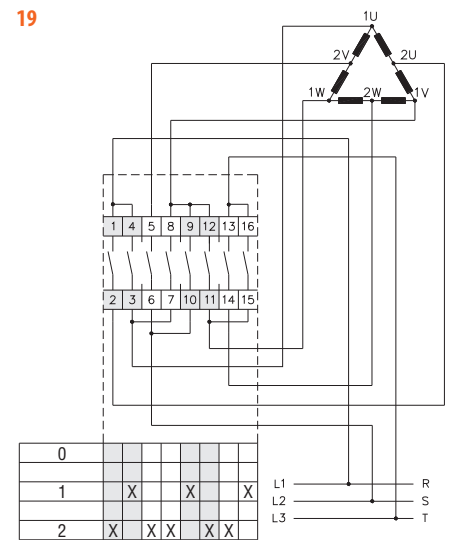 19
1U
2V 2U
1W 2W 1V
1 4 5 8 9 12 13 16
2 3 6 7 10 11 14 15
0
1 X X X
2 X X X X X
L1 R
L2 S
L3 T